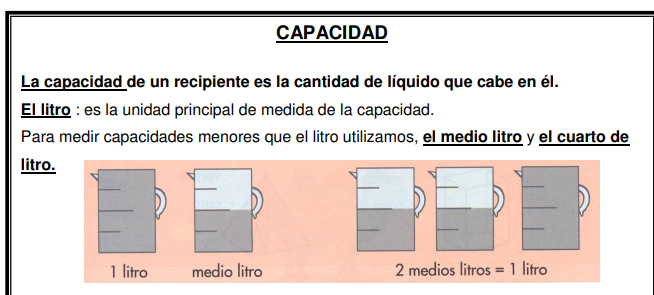 CAPACIDAD
La capacidad de un recipiente es la cantidad de líquido que cabe en él.
El litro : es la unidad principal de medida de la capacidad.
Para medir capacidades menores que el litro utilizamos, el medio litro y el cuarto de
litro.
1 litro medio litro 2 medios litros = 1 litro